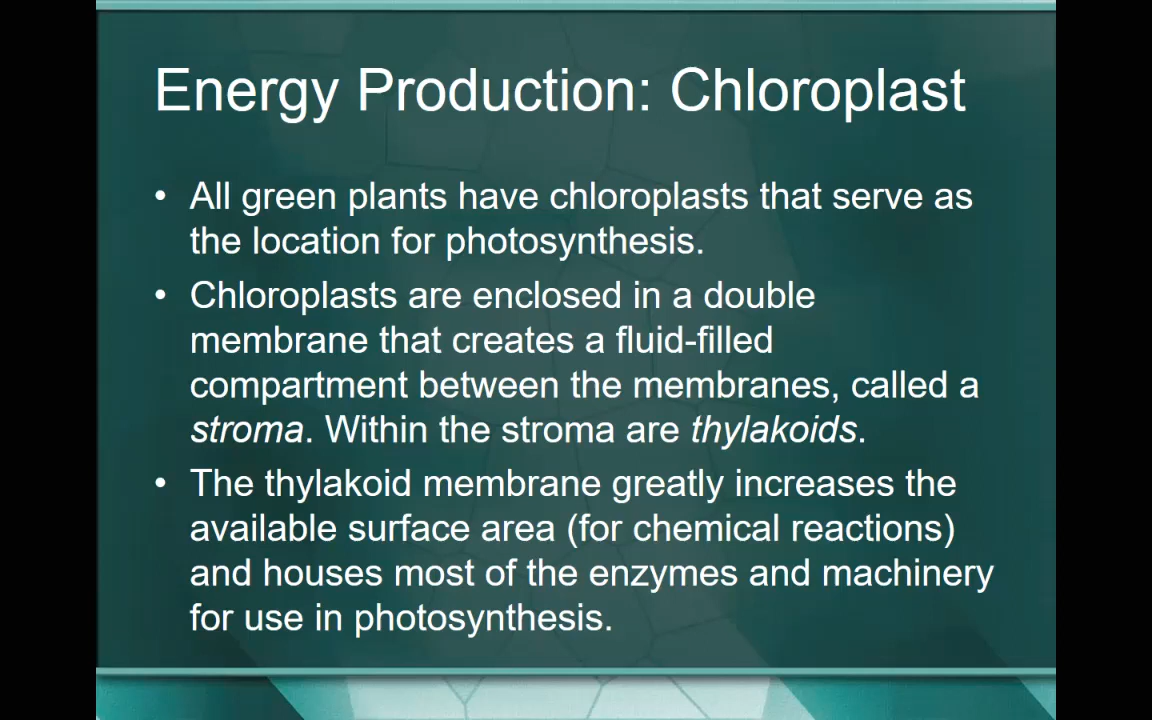 Energy Production: Chloroplast
• All green plants have chloroplasts that serve as
the location for photosynthesis.
• Chloroplasts are enclosed in a double
membrane that creates a fluid-filled
compartment between the membranes, called a
stroma. Within the stroma are thylakoids.
• The thylakoid membrane greatly increases the
available surface area (for chemical reactions)
and houses most of the enzymes and machinery
for use in photosynthesis.